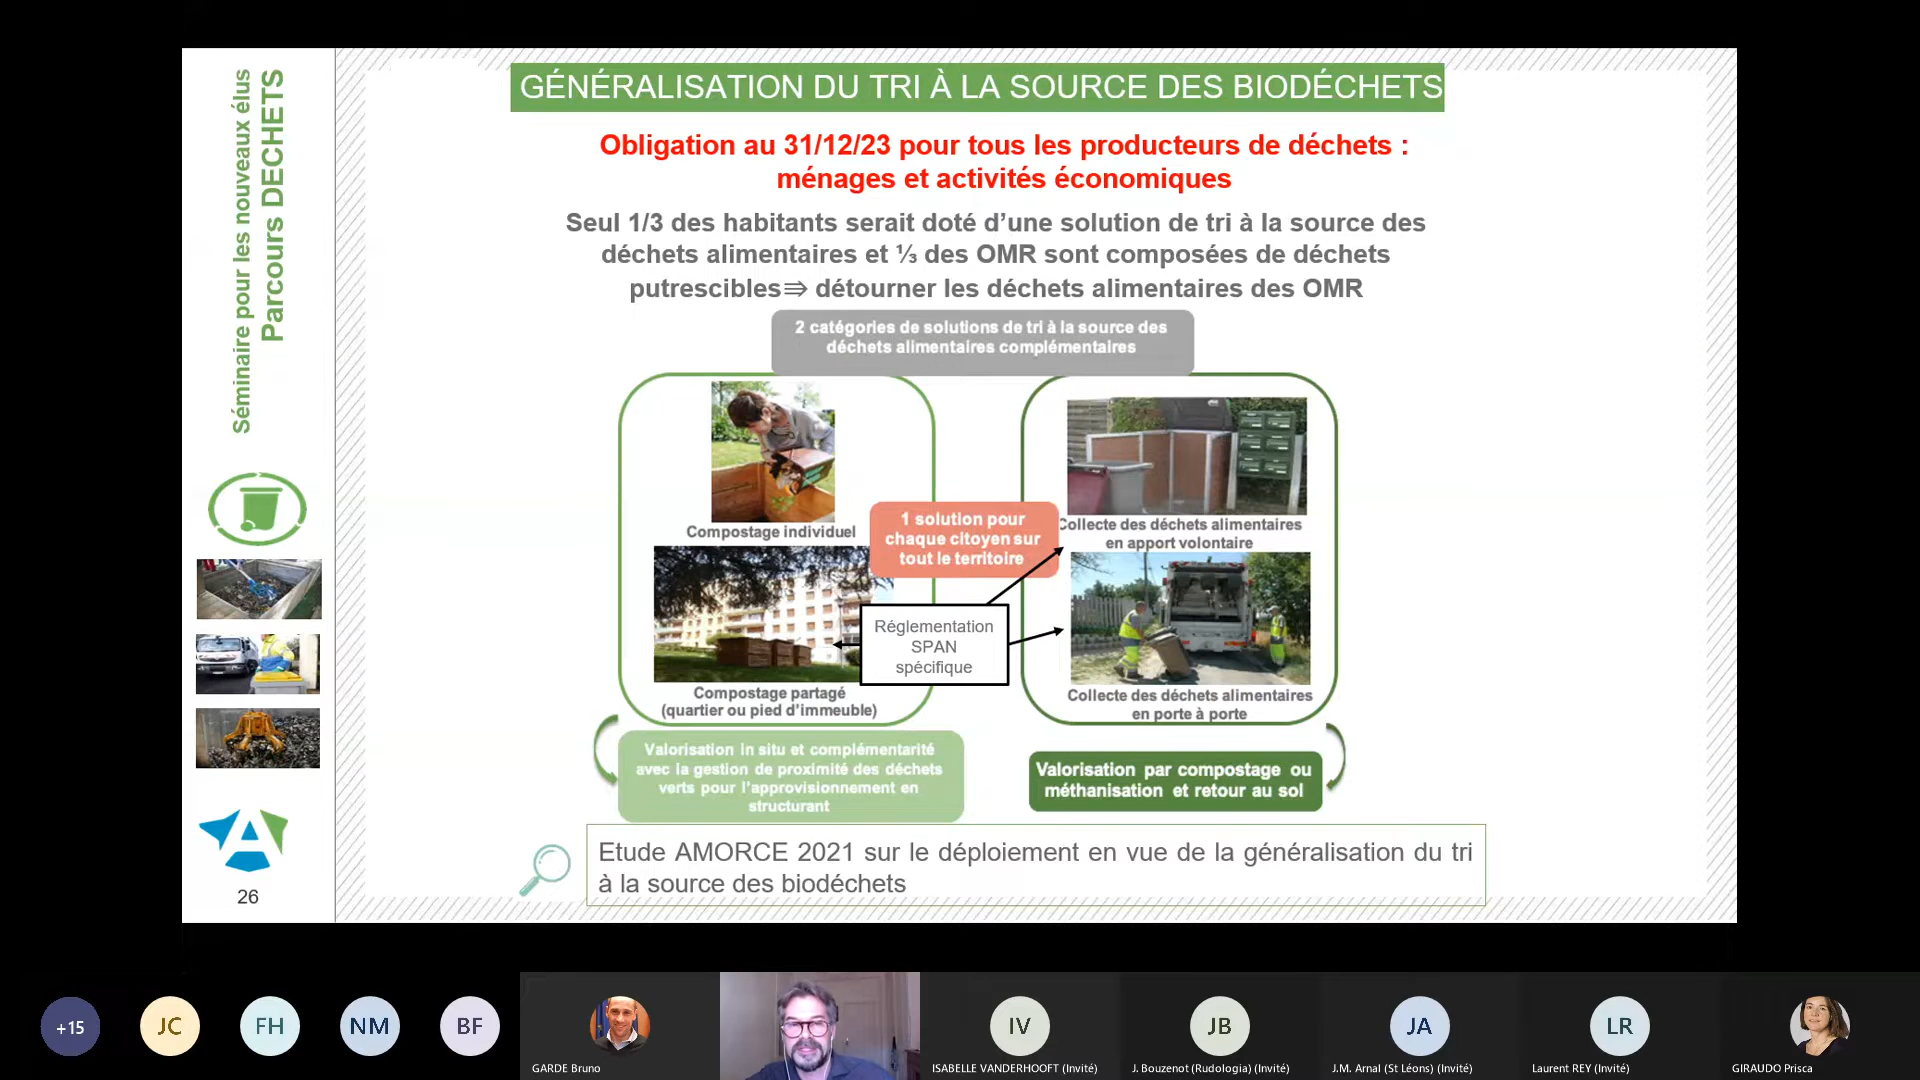 Séminaire pour les nouveaux élus
Parcours DECHETS
26
GÉNÉRALISATION DU TRI À LA SOURCE DES BIODÉCHETS
Obligation au 31/12/23 pour tous les producteurs de déchets :
ménages et activités économiques
Seul 1/3 des habitants serait doté d’une solution de tri à la source des
déchets alimentaires et ⅓ des OMR sont composées de déchets
putrescibles⇛ détourner les déchets alimentaires des OMR
2 catégories de solutions de tri à la source des
déchets alimentaires complémentaires
Compostage individuel
Compostage partagé
(quartier ou pied d’immeuble)
1 solution pour
chaque citoyen sur
tout le territoire
Réglementation
SPAN
spécifique
Collecte des déchets alimentaires
en apport volontaire
Collecte des déchets alimentaires
en porte à porte
Valorisation in situ et complémentarité
avec la gestion de proximité des déchets
verts pour l’approvisionnement en
structurant
Valorisation par compostage ou
méthanisation et retour au sol
Etude AMORCE 2021 sur le déploiement en vue de la généralisation du tri
à la source des biodéchets
+15
JC
FH
NM
BF
GARDE Bruno
IV
ISABELLE VANDERHOOFT (Invité)
JB
J. Bouzenot (Rudologia) (Invité)
JA
J.M. Arnal (St Léons) (Invité)
LR
Laurent REY (Invité)
GIRAUDO Prisca